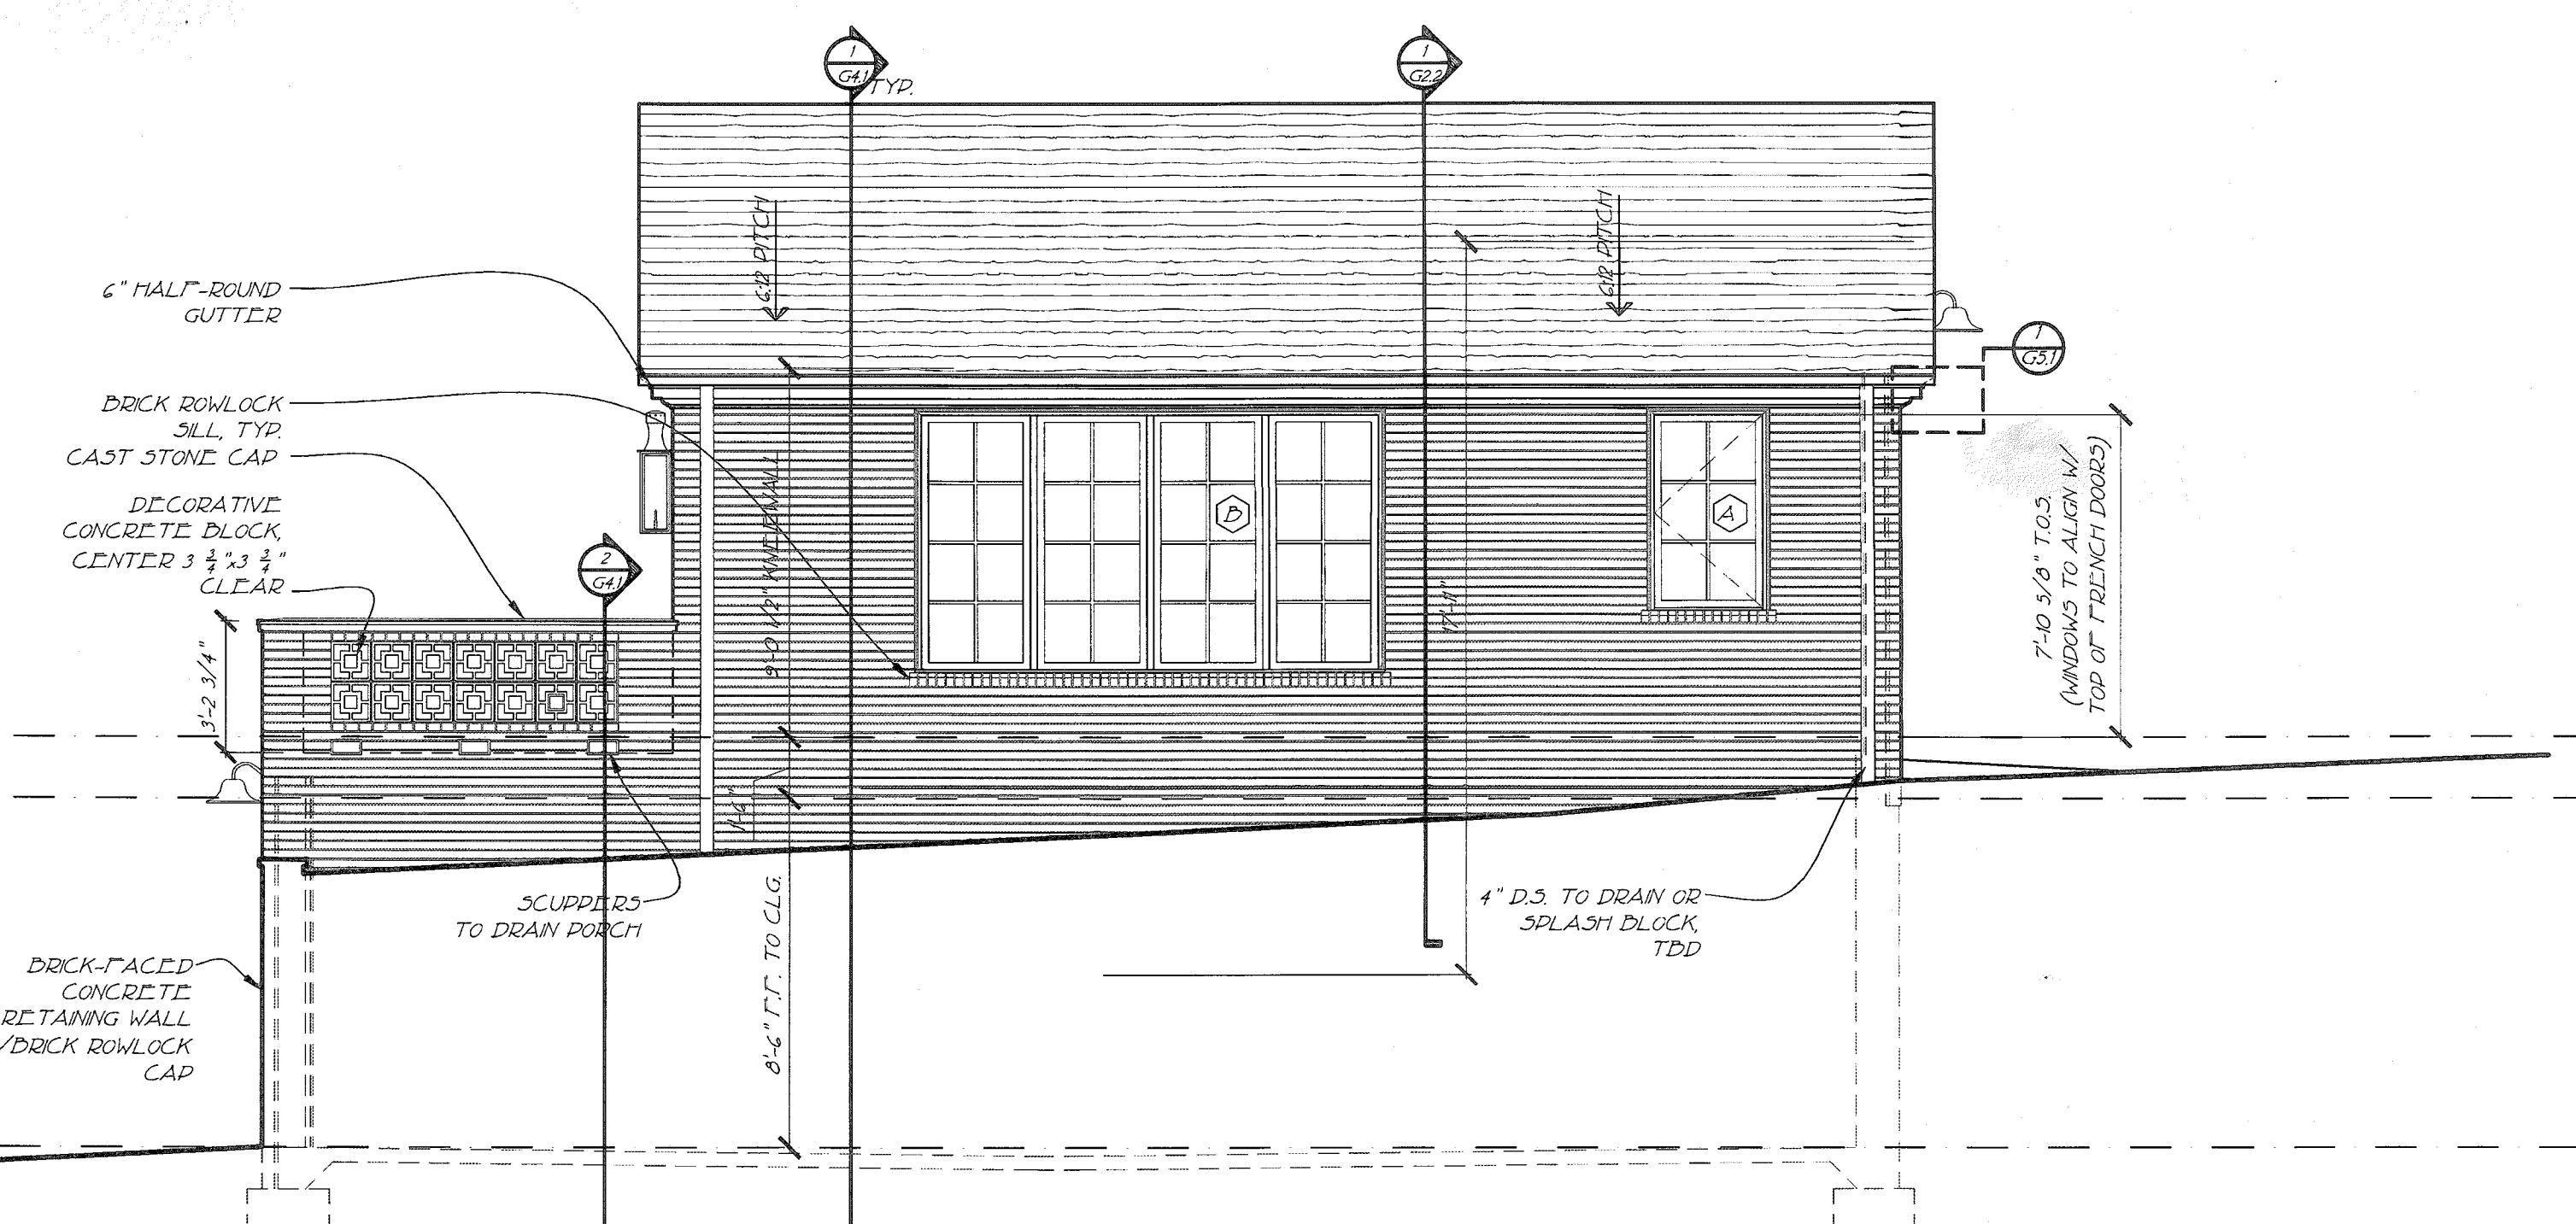 1
G4.1
TYP.
1
G2.2
6:12 PITCH
6:12 PITCH
6" HALF-ROUND
GUTTER
1
G5.1
BRICK ROWLOCK
SILL, TYP.
CAST STONE CAP
DECORATIVE
CONCRETE BLOCK,
CENTER 3 3/4"x3 3/4"
CLEAR
2
G4.1
9'-0 1/2" KNEEWALL
B
A
17'-11"
7'-10 5/8" T.O.S.
(WINDOWS TO ALIGN W/
TOP OF FRENCH DOORS)
3'-2 3/4"
1'-6"
SCUPPERS
TO DRAIN PORCH
8'-6" F.F. TO CLG.
4" D.S. TO DRAIN OR
SPLASH BLOCK,
TBD
BRICK-FACED
CONCRETE
RETAINING WALL
/BRICK ROWLOCK
CAP